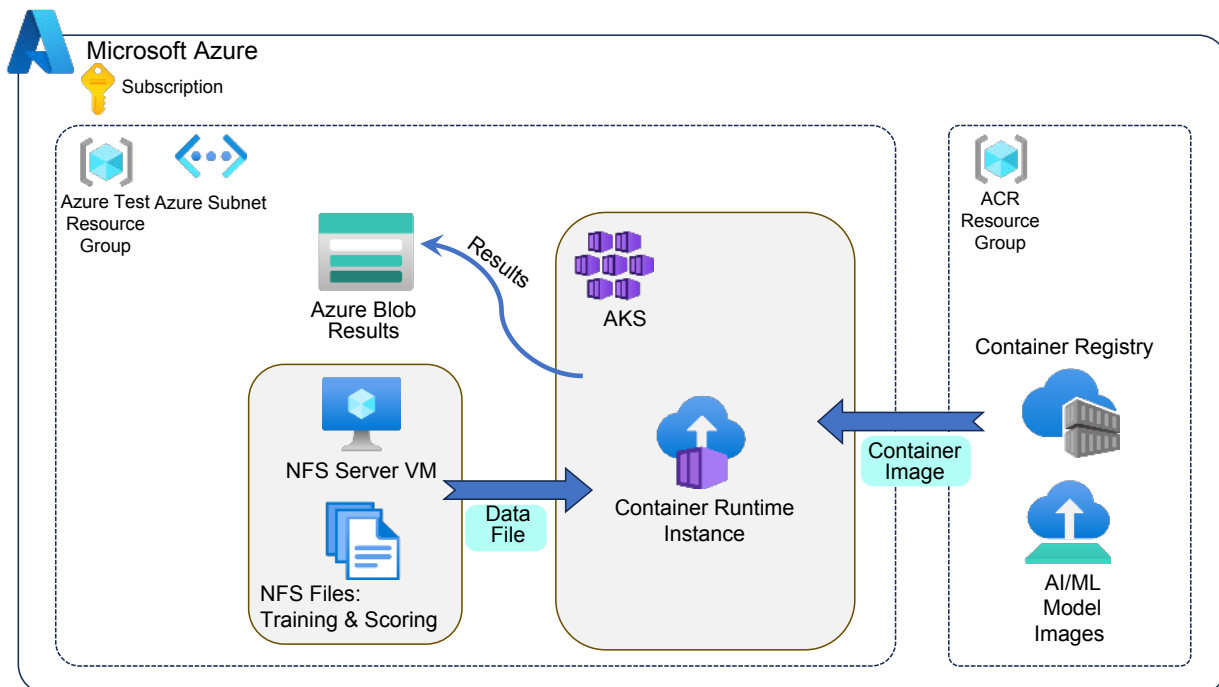 Microsoft Azure
Subscription
Azure Test
Resource
Group
Azure Subnet
ACR
Resource
Group
Results
Azure Blob
Results
AKS
Container Registry
NFS Server VM
Data
File
Container Runtime
Instance
Container
Image
NFS Files:
Training & Scoring
AI/ML
Model
Images